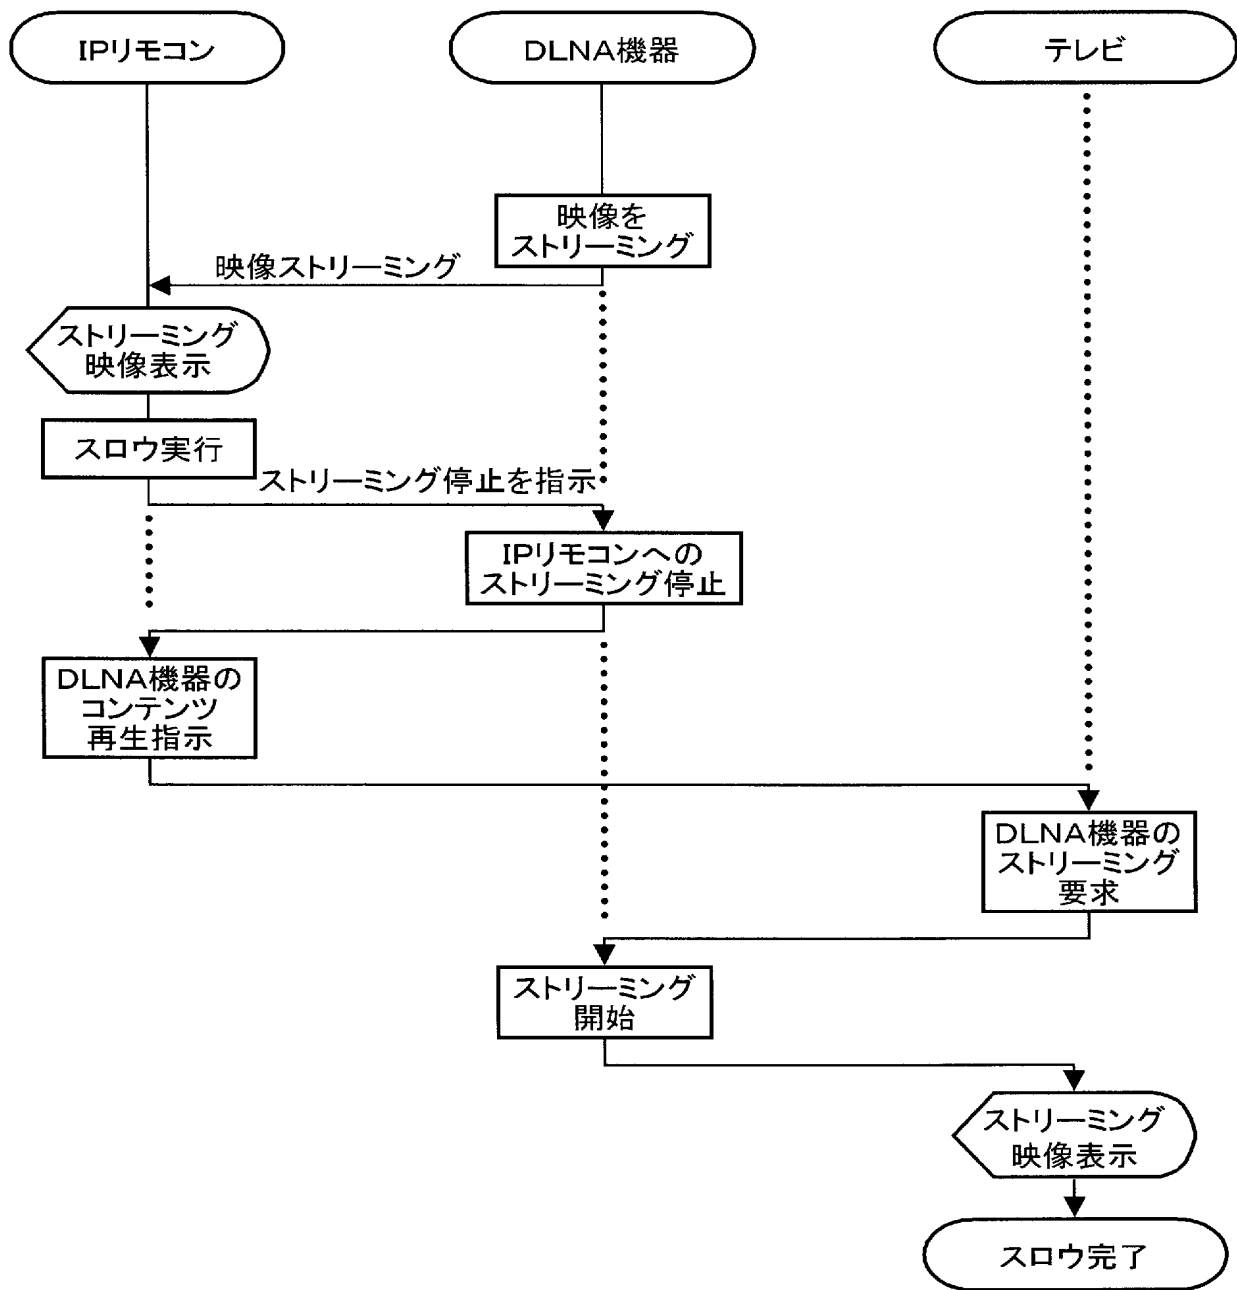 IPリモコン
DLNA機器
テレビ
映像を
ストリーミング
映像ストリーミング
ストリーミング
映像表示
スロウ実行
ストリーミング停止を指示
IPリモコンへの
ストリーミング停止
DLNA機器の
コンテンツ
再生指示
DLNA機器の
ストリーミング
要求
ストリーミング
開始
ストリーミング
映像表示
スロウ完了